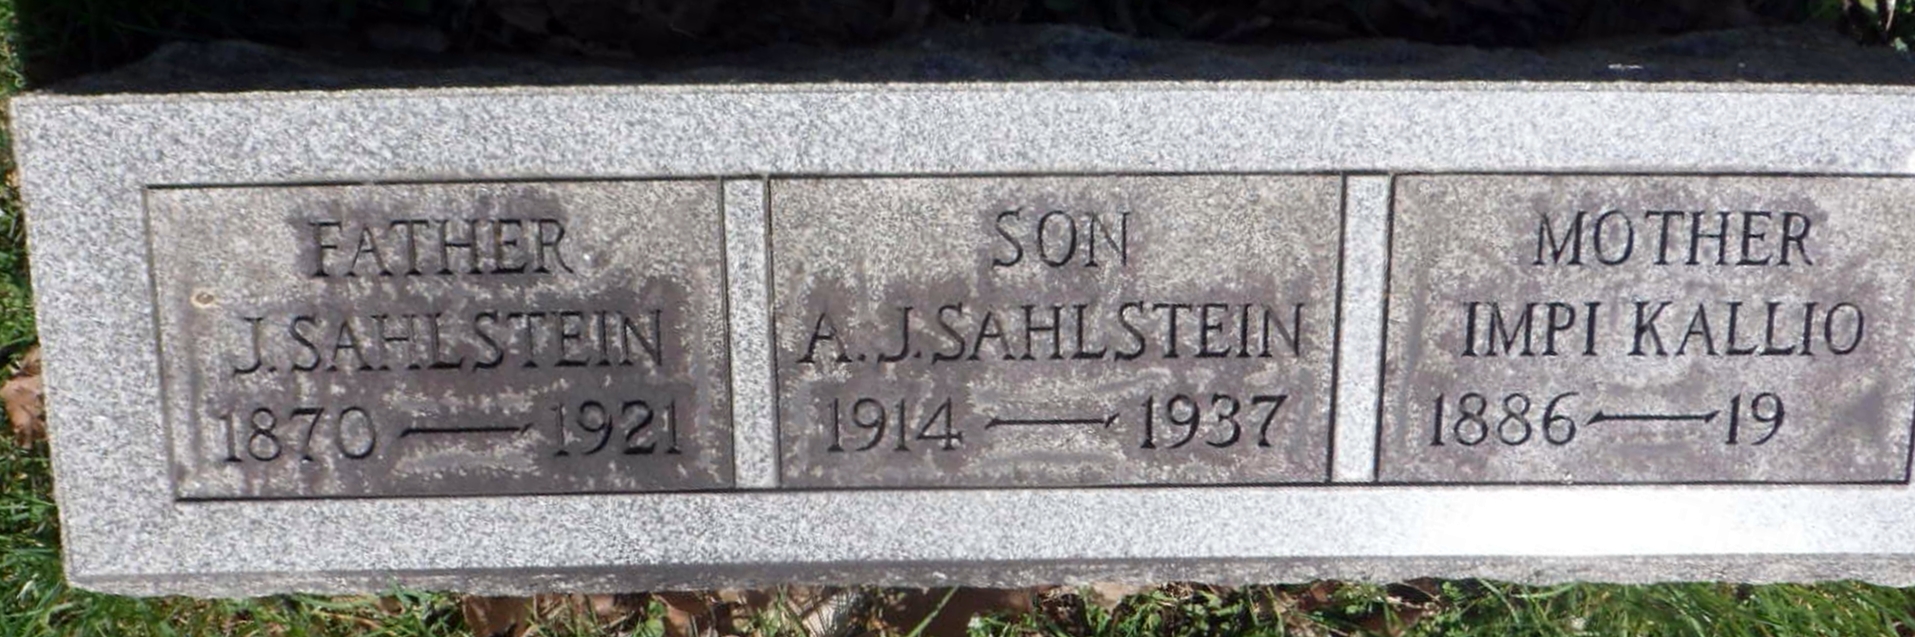 FATHER
J. SAHLSTEIN
1870 — 1921
SON
A. J. SAHLSTEIN
1914 — 1937
MOTHER
IMPI KALLIO
1886 — 19